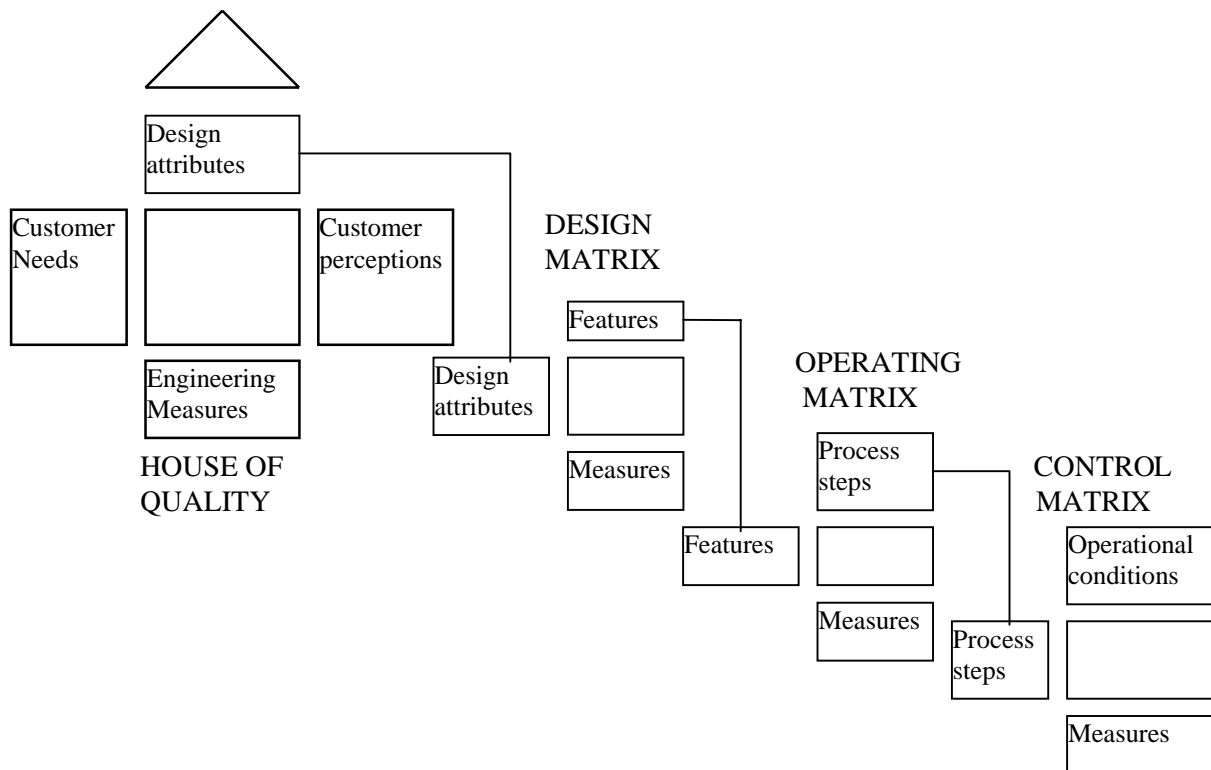 Design
attributes
Customer
Needs
Customer
perceptions
Engineering
Measures
HOUSE OF
QUALITY
DESIGN
MATRIX
Features
Design
attributes
Measures
OPERATING
MATRIX
Process
steps
Features
Measures
CONTROL
MATRIX
Operational
conditions
Process
steps
Measures